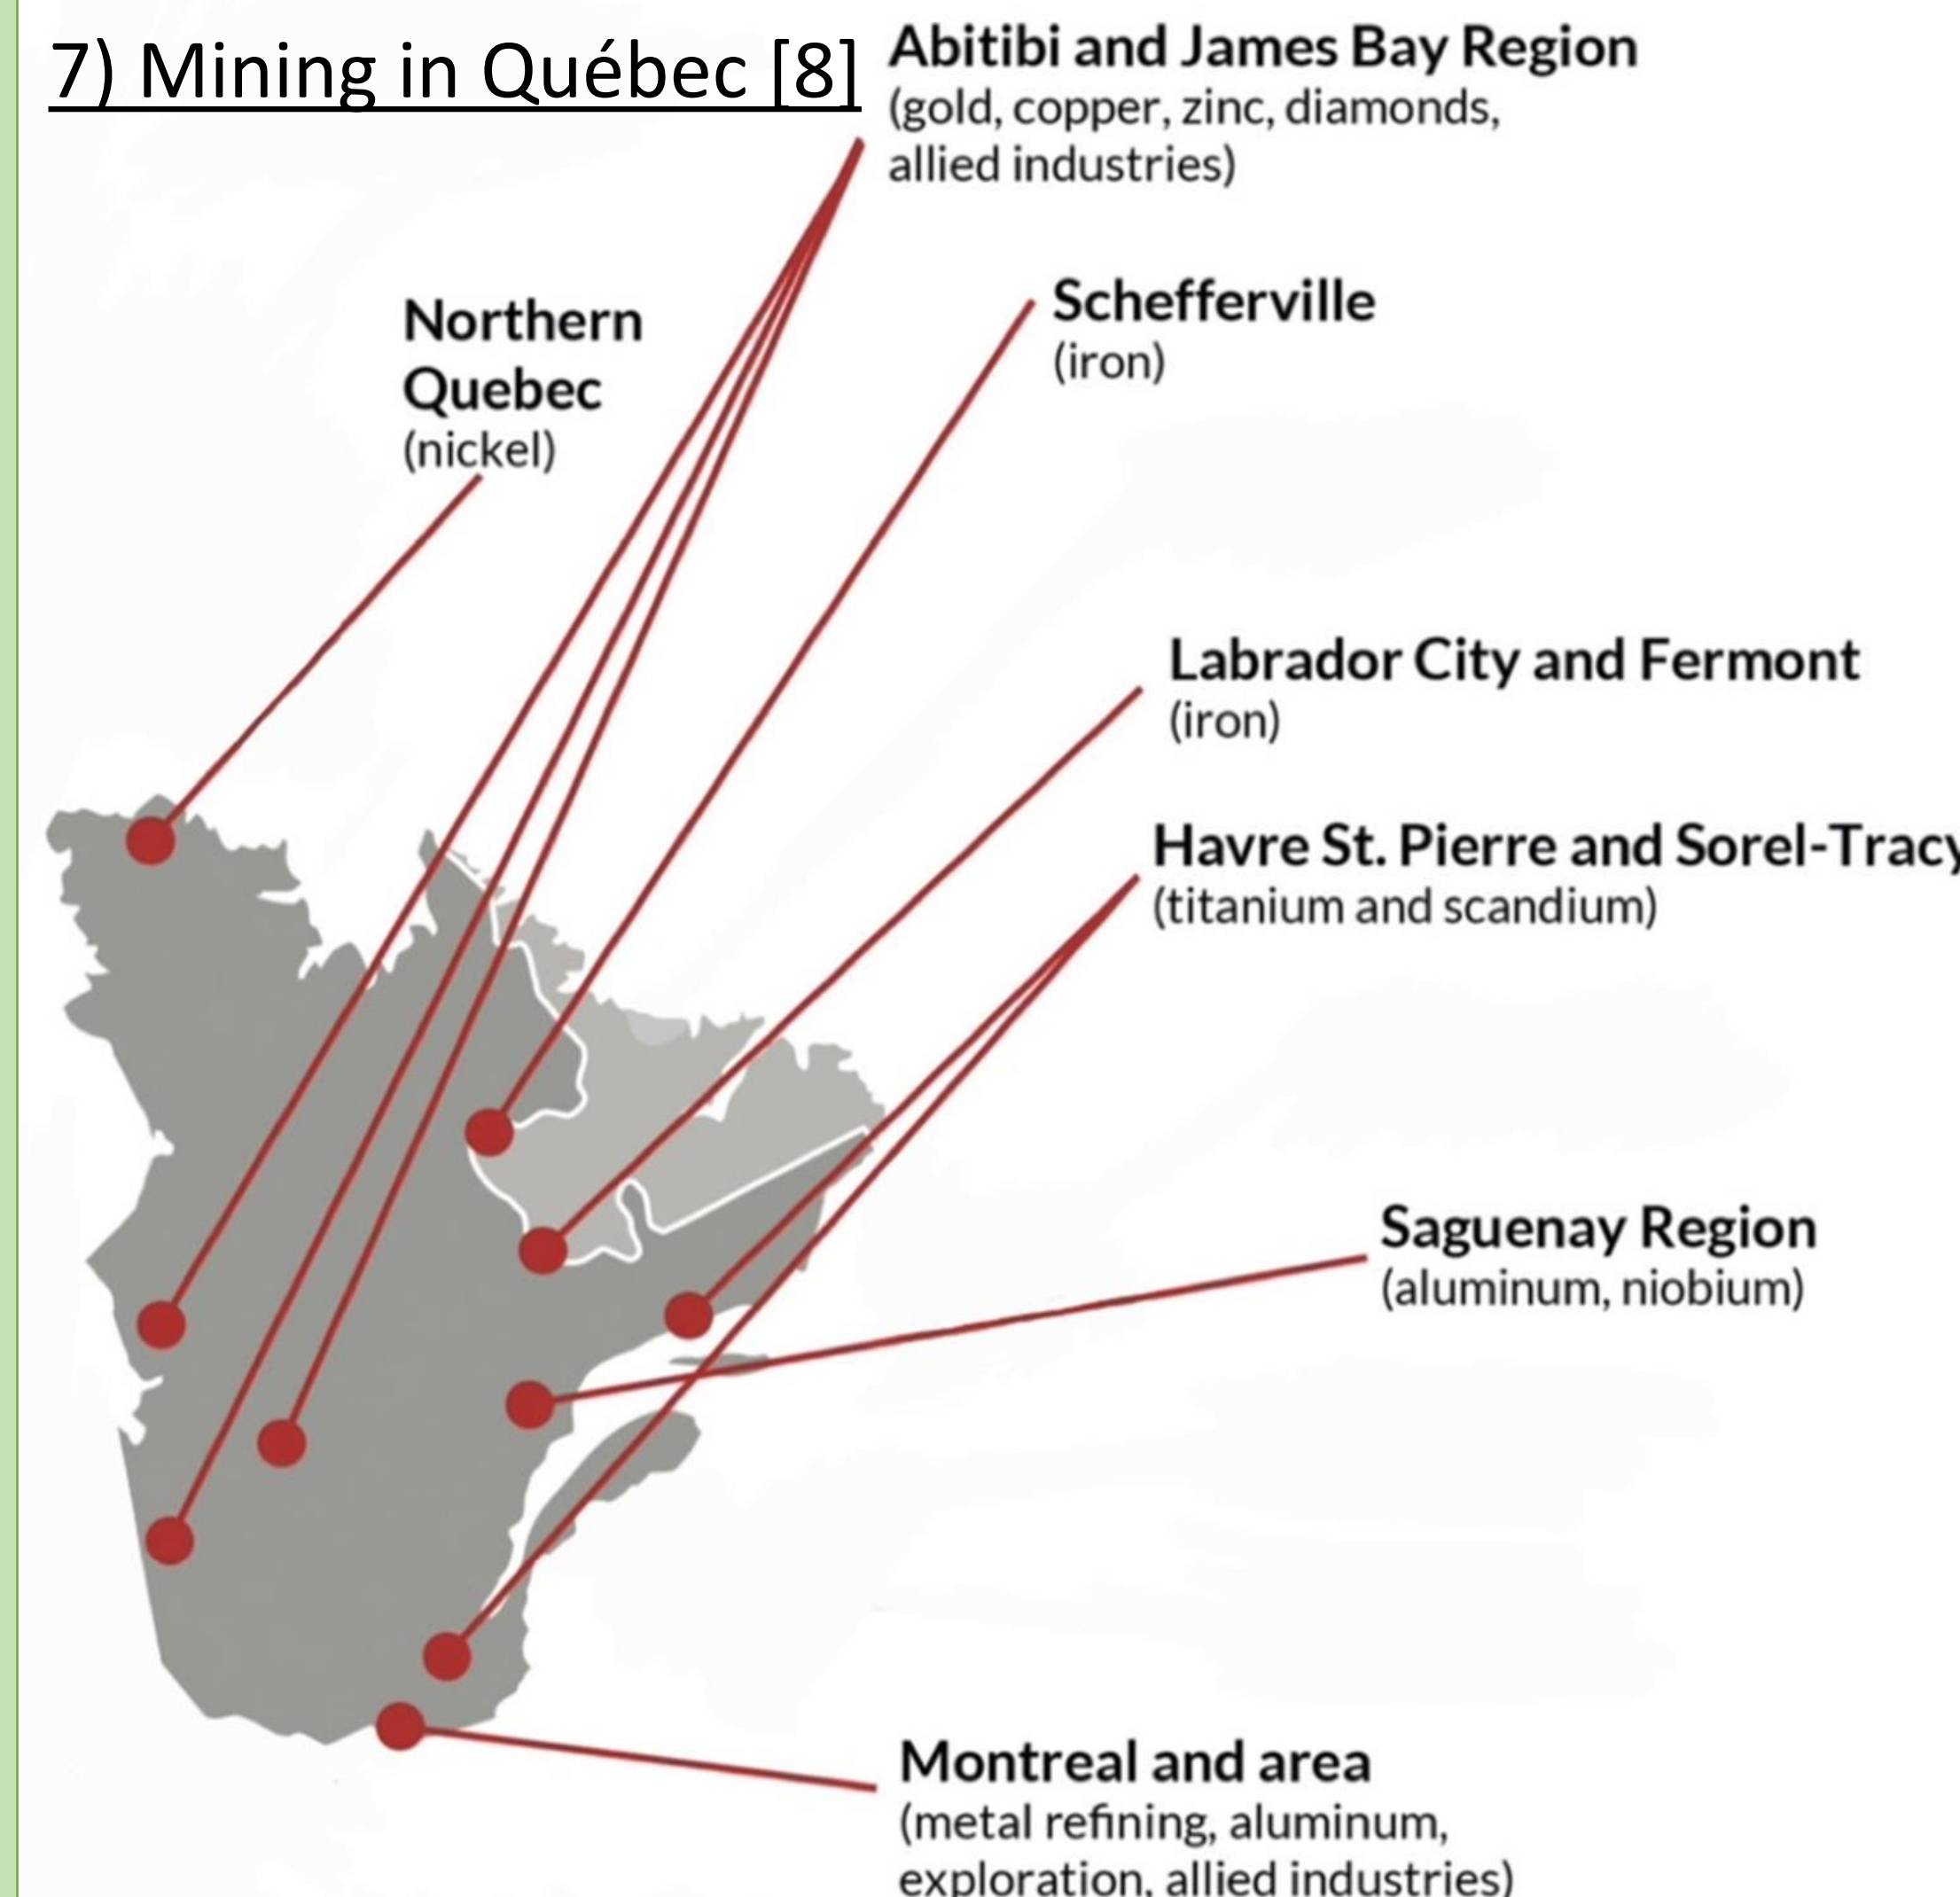 7) Mining in Québec [8]
Abitibi and James Bay Region
(gold, copper, zinc, diamonds,
allied industries)
Northern
Quebec
(nickel)
Schefferville
(iron)
Labrador City and Fermont
(iron)
Havre St. Pierre and Sorel-Tracy
(titanium and scandium)
Saguenay Region
(aluminum, niobium)
Montreal and area
(metal refining, aluminum,
exploration, allied industries)